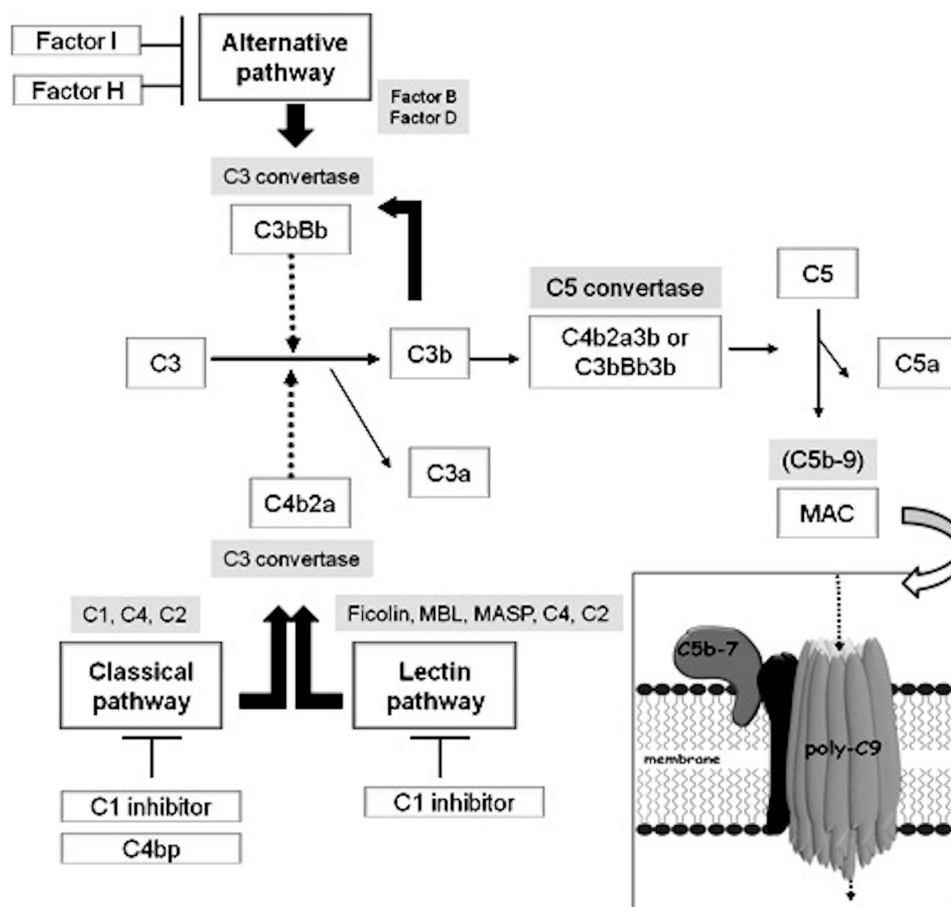 Factor I
Factor H
Alternative
pathway
Factor B
Factor D
C3 convertase
C3bBb
C3
C3b
C3a
C5 convertase
C4b2a3b or
C3bBb3b
C5
C5a
(C5b-9)
MAC
C4b2a
C3 convertase
C1, C4, C2
Classical
pathway
C1 inhibitor
C4bp
Ficolin, MBL, MASP, C4, C2
Lectin
pathway
C1 inhibitor
C5b-7
poly-C9
membrane